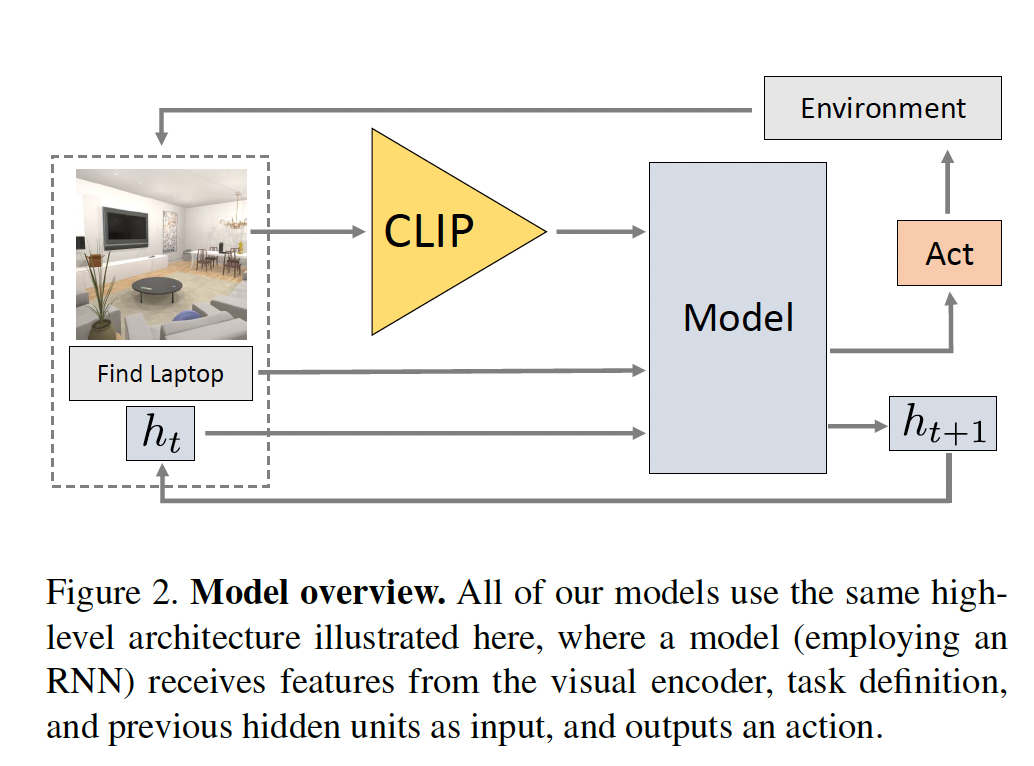 Environment
CLIP
Act
Model
Find Laptop
h_t
h_{t+1}
Figure 2. Model overview. All of our models use the same high-
level architecture illustrated here, where a model (employing an
RNN) receives features from the visual encoder, task definition,
and previous hidden units as input, and outputs an action.